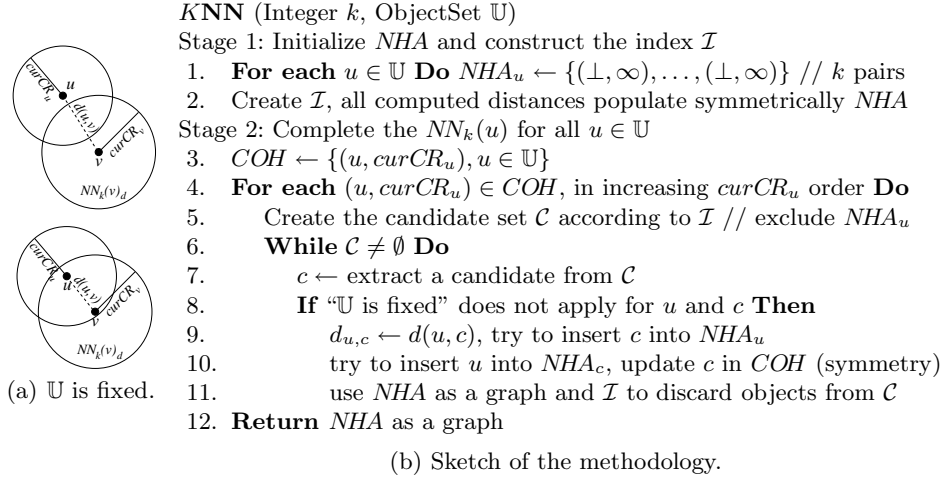 curCR_u
u
d(u,v)
v
curCR_v
NN_k(v)_d
curCR_u
u
d(u,v)
v
curCR_v
NN_k(v)_d
(a) 𝕌 is fixed.
KNN (Integer k, ObjectSet 𝕌)
Stage 1: Initialize NHA and construct the index ℐ
1. For each u ∈ 𝕌 Do NHA_u ← {(⊥, ∞), . . . , (⊥, ∞)} // k pairs
2. Create ℐ, all computed distances populate symmetrically NHA
Stage 2: Complete the NN_k(u) for all u ∈ 𝕌
3. COH ← {(u, curCR_u), u ∈ 𝕌}
4. For each (u, curCR_u) ∈ COH, in increasing curCR_u order Do
5. Create the candidate set 𝒞 according to ℐ // exclude NHA_u
6. While 𝒞 ≠ ∅ Do
7. c ← extract a candidate from 𝒞
8. If “𝕌 is fixed” does not apply for u and c Then
9. d_{u,c} ← d(u, c), try to insert c into NHA_u
10. try to insert u into NHA_c, update c in COH (symmetry)
11. use NHA as a graph and ℐ to discard objects from 𝒞
12. Return NHA as a graph
(b) Sketch of the methodology.